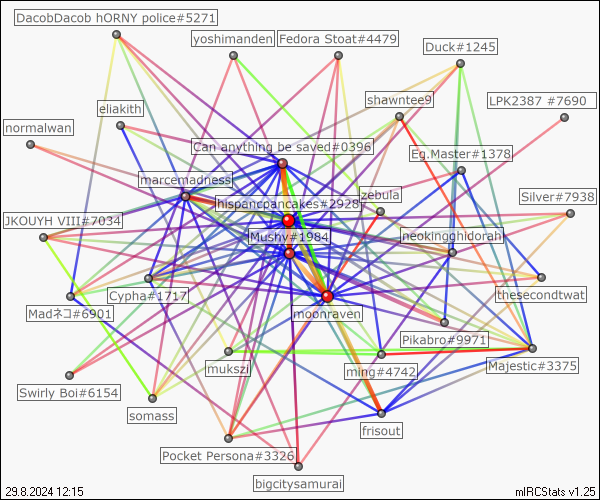 DacobDacob hORNY police#5271
yoshimanden
Fedora Stoat#4479
Duck#1245
shawntee9
LPK2387 #7690
eliakith
normalwan
Can anything be saved#0396
Eg.Master#1378
marcemadness
zebula
Silver#7938
hispancpancakes#2928
JKOUYH VIII#7034
Mushy#1984
neokingghidorah
Cypha#1717
thesecondtwat
Madネコ#6901
moonraven
Pikabro#9971
mukszi
ming#4742
Majestic#3375
Swirly Boi#6154
somass
frisout
Pocket Persona#3326
bigcitysamurai
29.8.2024 12:15
mIRCStats v1.25